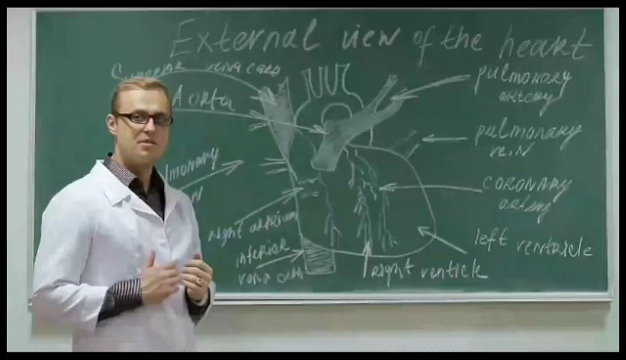 External view of the heart
Superior vena cava
Aorta
pulmonary
artery
pulmonary
vein
coronary
artery
left ventricle
right ventricle
right atrium
inferior
vena cava